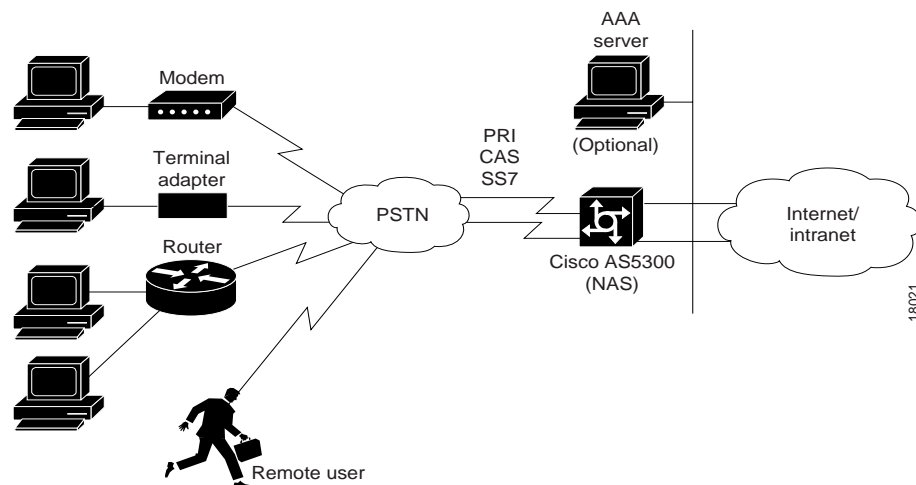 AAA
server
Modem
(Optional)
PRI
CAS
SS7
Terminal
adapter
PSTN
Internet/
intranet
Router
Cisco AS5300
(NAS)
18021
Remote user